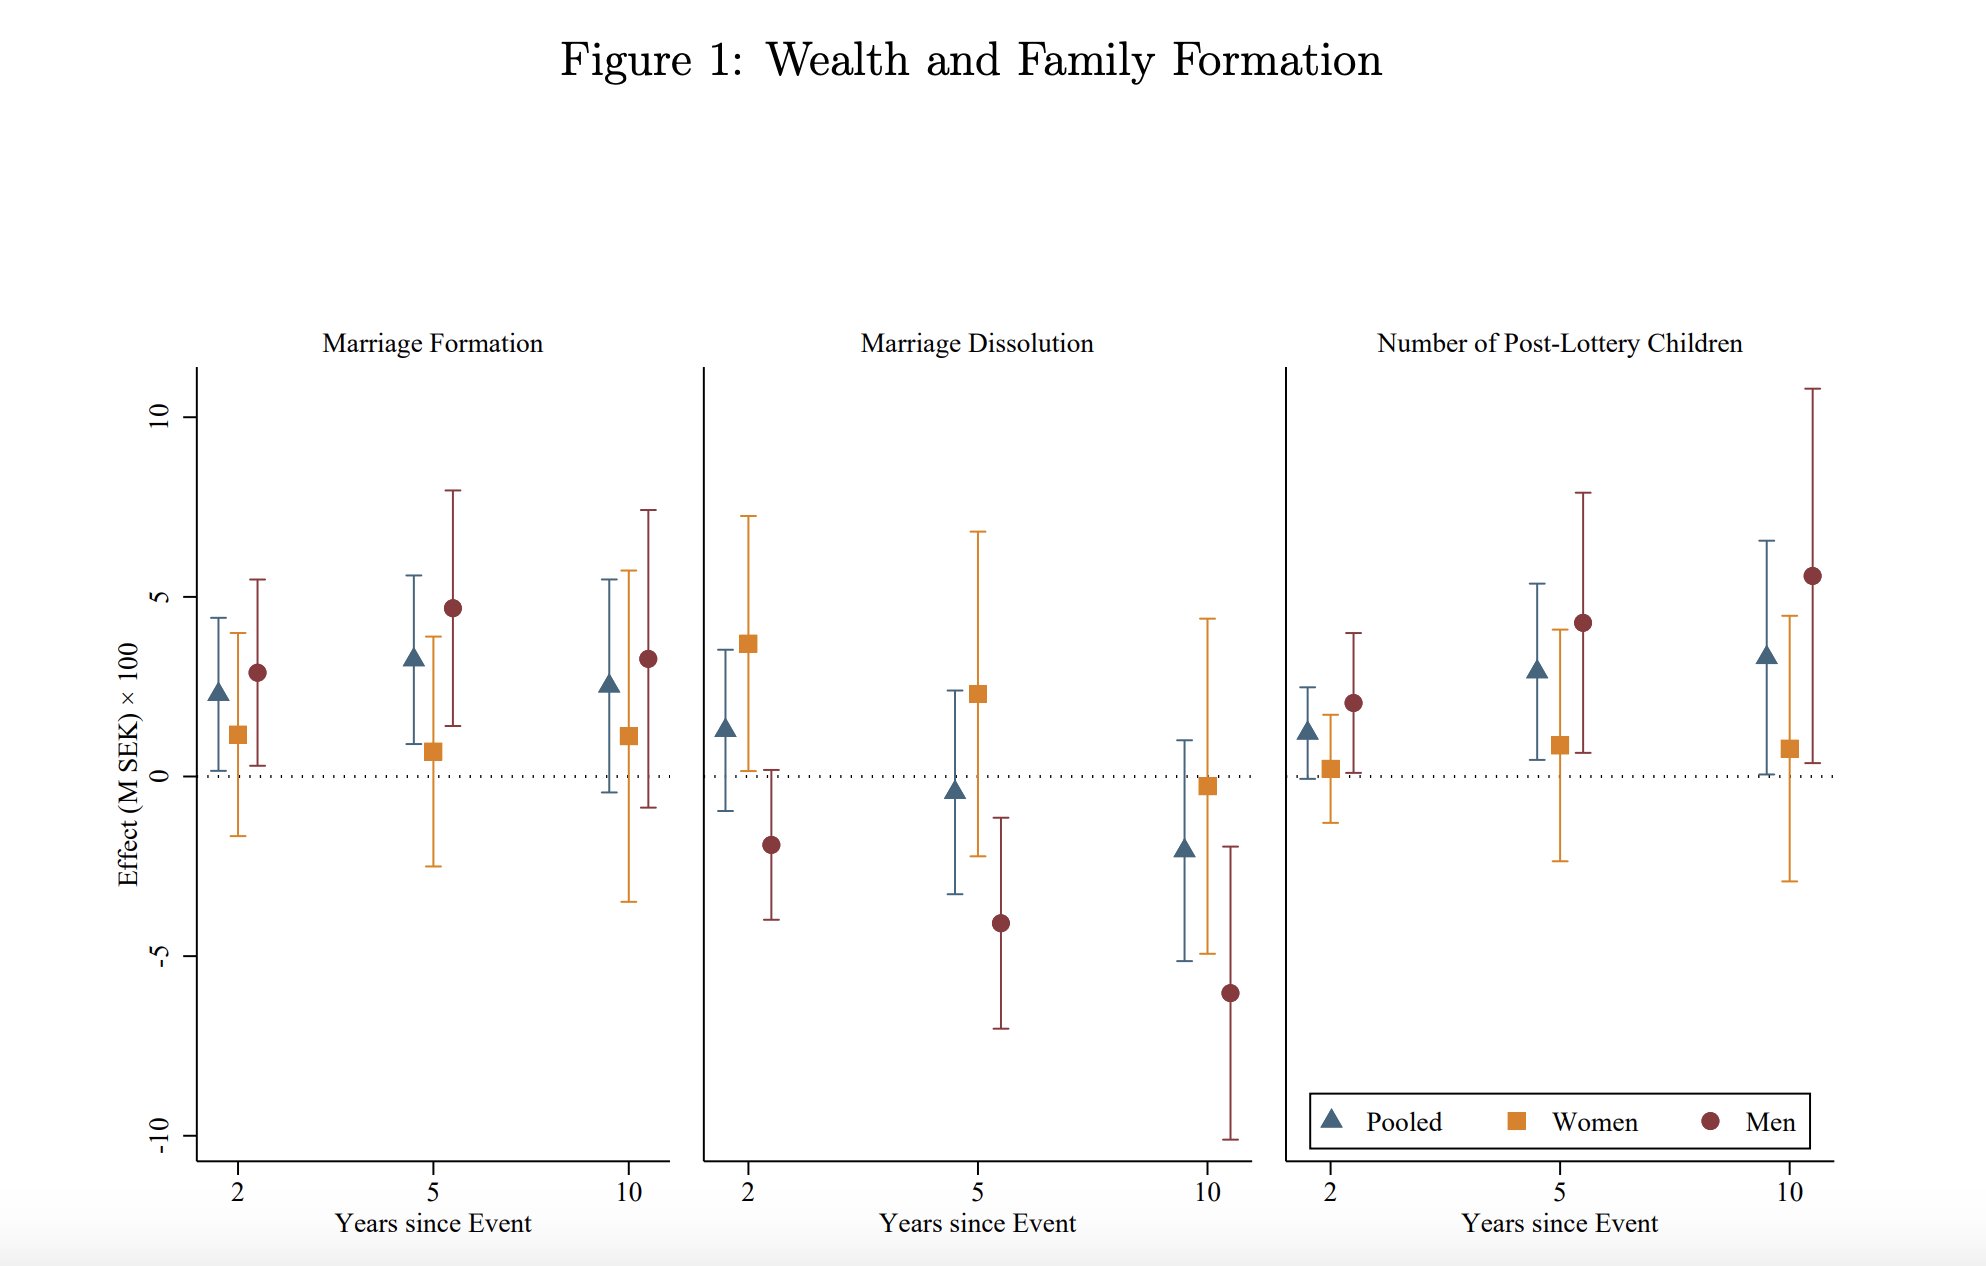 Figure 1: Wealth and Family Formation
Marriage Formation
Marriage Dissolution
Number of Post-Lottery Children
Effect (M SEK) × 100
10
5
0
-5
-10
2 5 10
Years since Event
2 5 10
Years since Event
2 5 10
Years since Event
Pooled Women Men